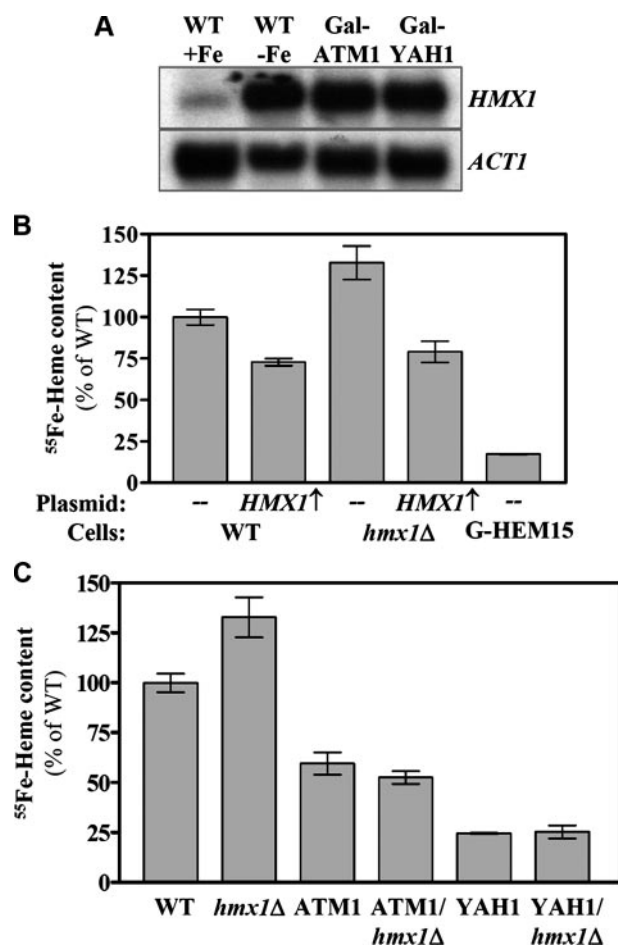 A
WT +Fe WT -Fe Gal-ATM1 Gal-YAH1
HMX1
ACT1
B
150
125
100
75
50
25
0
⁵⁵Fe-Heme content
(% of WT)
Plasmid: -- HMX1↑ -- HMX1↑ --
Cells: WT hmx1Δ G-HEM15
C
150
125
100
75
50
25
0
⁵⁵Fe-Heme content
(% of WT)
WT hmx1Δ ATM1 ATM1/hmx1Δ YAH1 YAH1/hmx1Δ